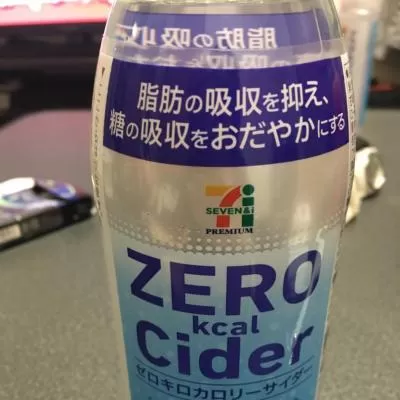 脂肪の吸収を抑え、
糖の吸収をおだやかにする
7i
SEVEN&i
PREMIUM
ZERO
kcal
Cider
ゼロキロカロリーサイダー